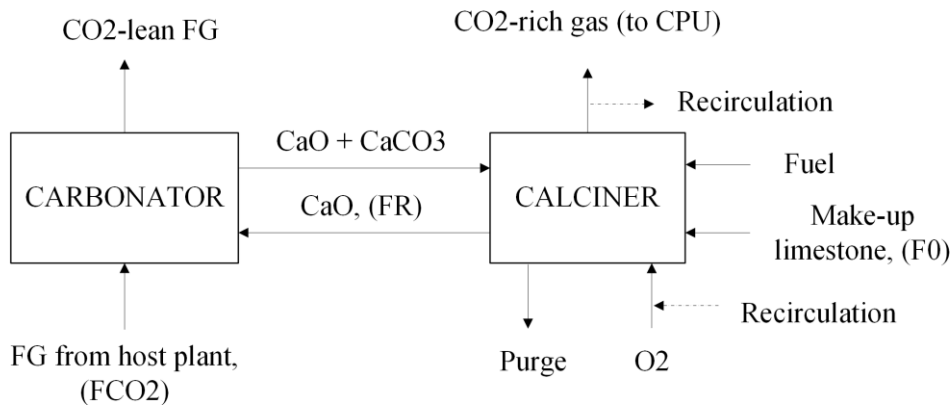 CO2-lean FG
CO2-rich gas (to CPU)
Recirculation
CaO + CaCO3
CARBONATOR
CALCINER
Fuel
CaO, (FR)
Make-up
limestone, (F0)
Recirculation
FG from host plant,
(FCO2)
Purge
O2